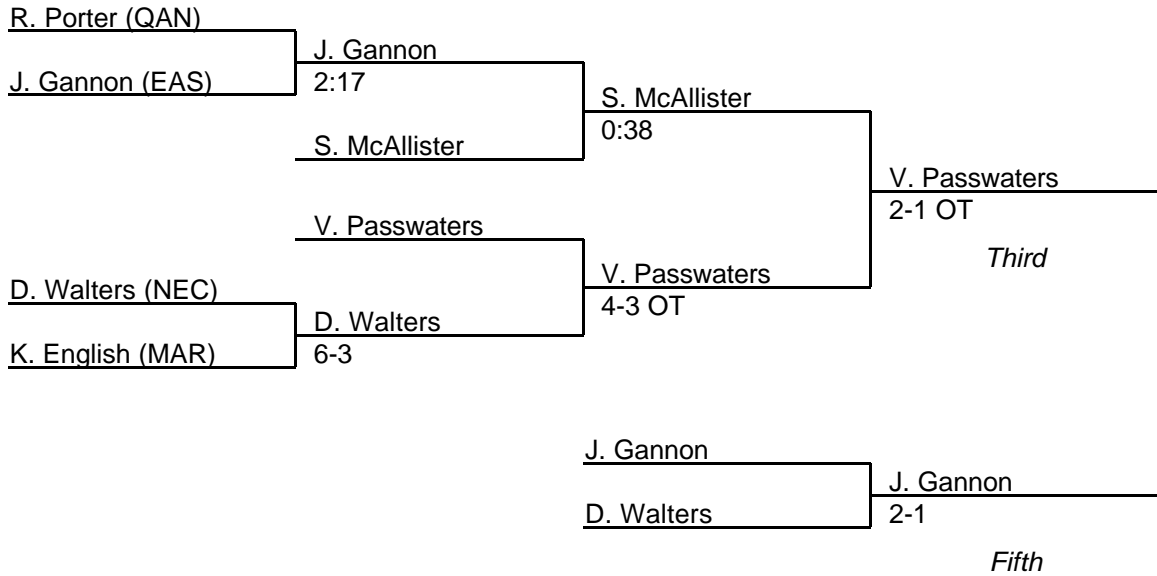 R. Porter (QAN)
J. Gannon
J. Gannon (EAS)
2:17
S. McAllister
0:38
S. McAllister
V. Passwaters
2-1 OT
V. Passwaters
Third
V. Passwaters
D. Walters (NEC)
4-3 OT
D. Walters
K. English (MAR)
6-3
J. Gannon
J. Gannon
D. Walters
2-1
Fifth